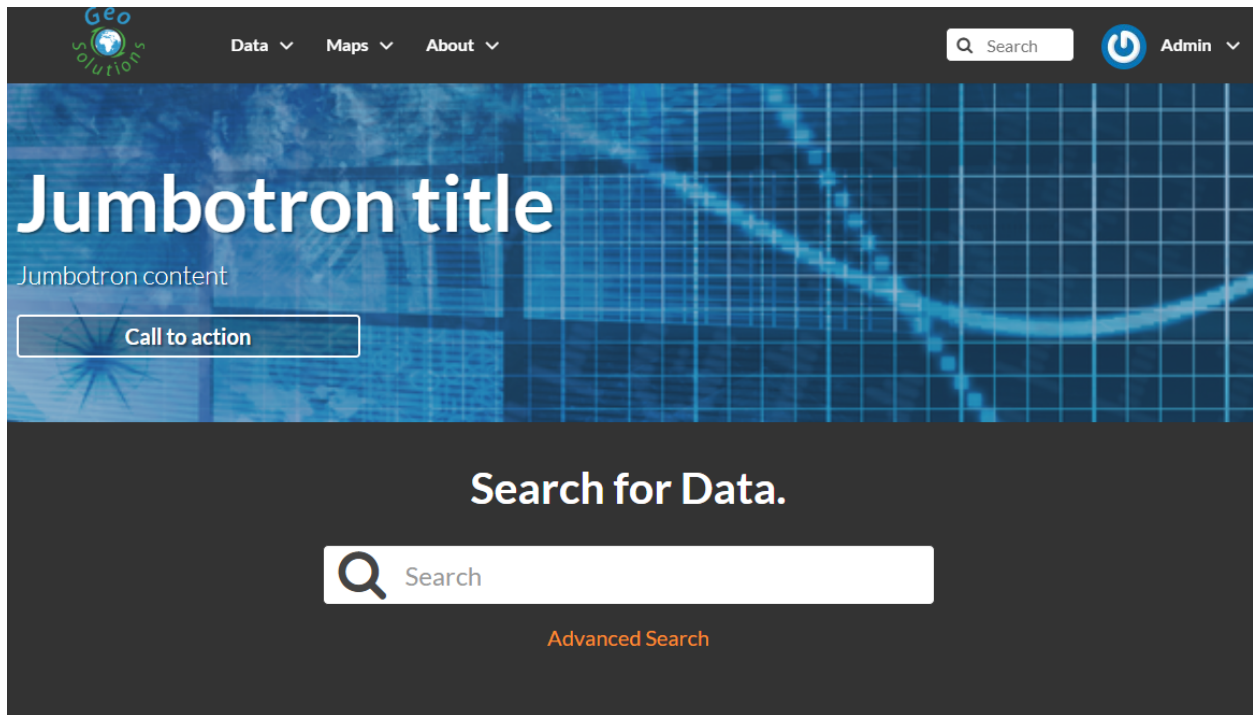 Geo
Solutions
Data
Maps
About
Search
Admin
Jumbotron title
Jumbotron content
Call to action
Search for Data.
Search
Advanced Search